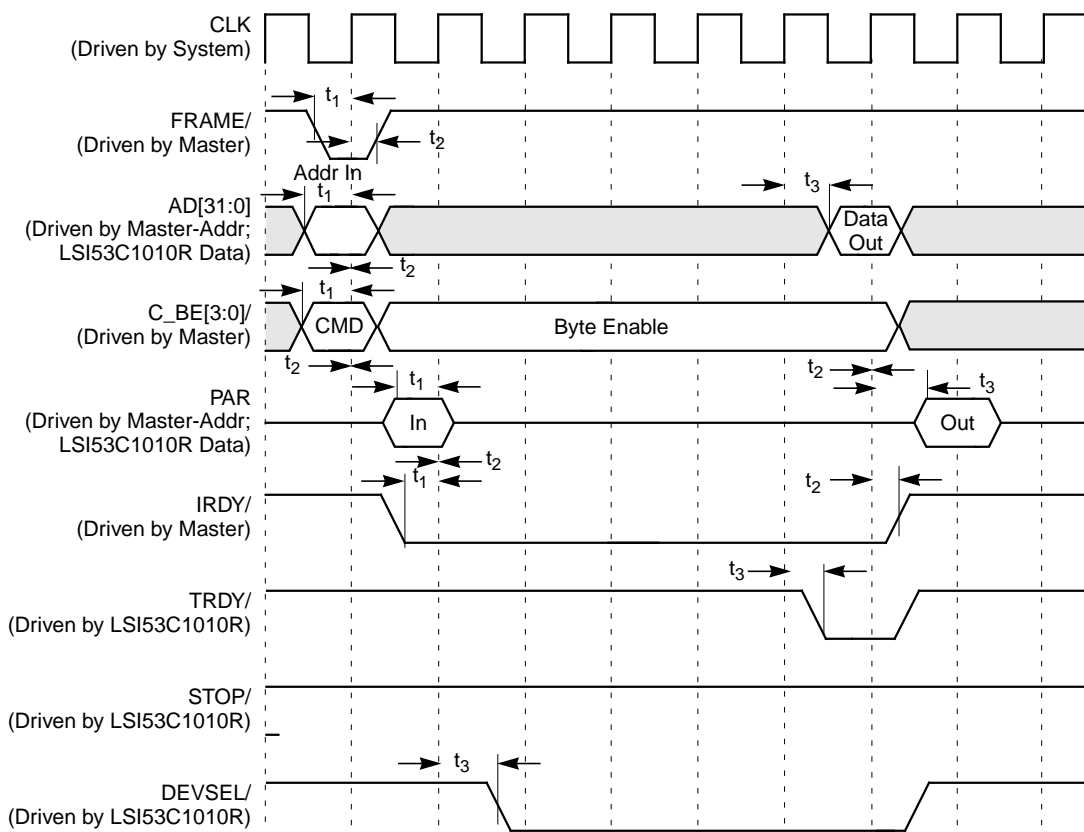 CLK
(Driven by System)
t1
FRAME/
(Driven by Master)
t2
Addr In
t1
t3
AD[31:0]
(Driven by Master-Addr;
LSI53C1010R Data)
Data
Out
t2
t1
C_BE[3:0]/
(Driven by Master)
CMD
Byte Enable
t2
t2
t1
t3
PAR
(Driven by Master-Addr;
LSI53C1010R Data)
In
Out
t2
t1
t2
IRDY/
(Driven by Master)
t3
TRDY/
(Driven by LSI53C1010R)
STOP/
(Driven by LSI53C1010R)
t3
DEVSEL/
(Driven by LSI53C1010R)